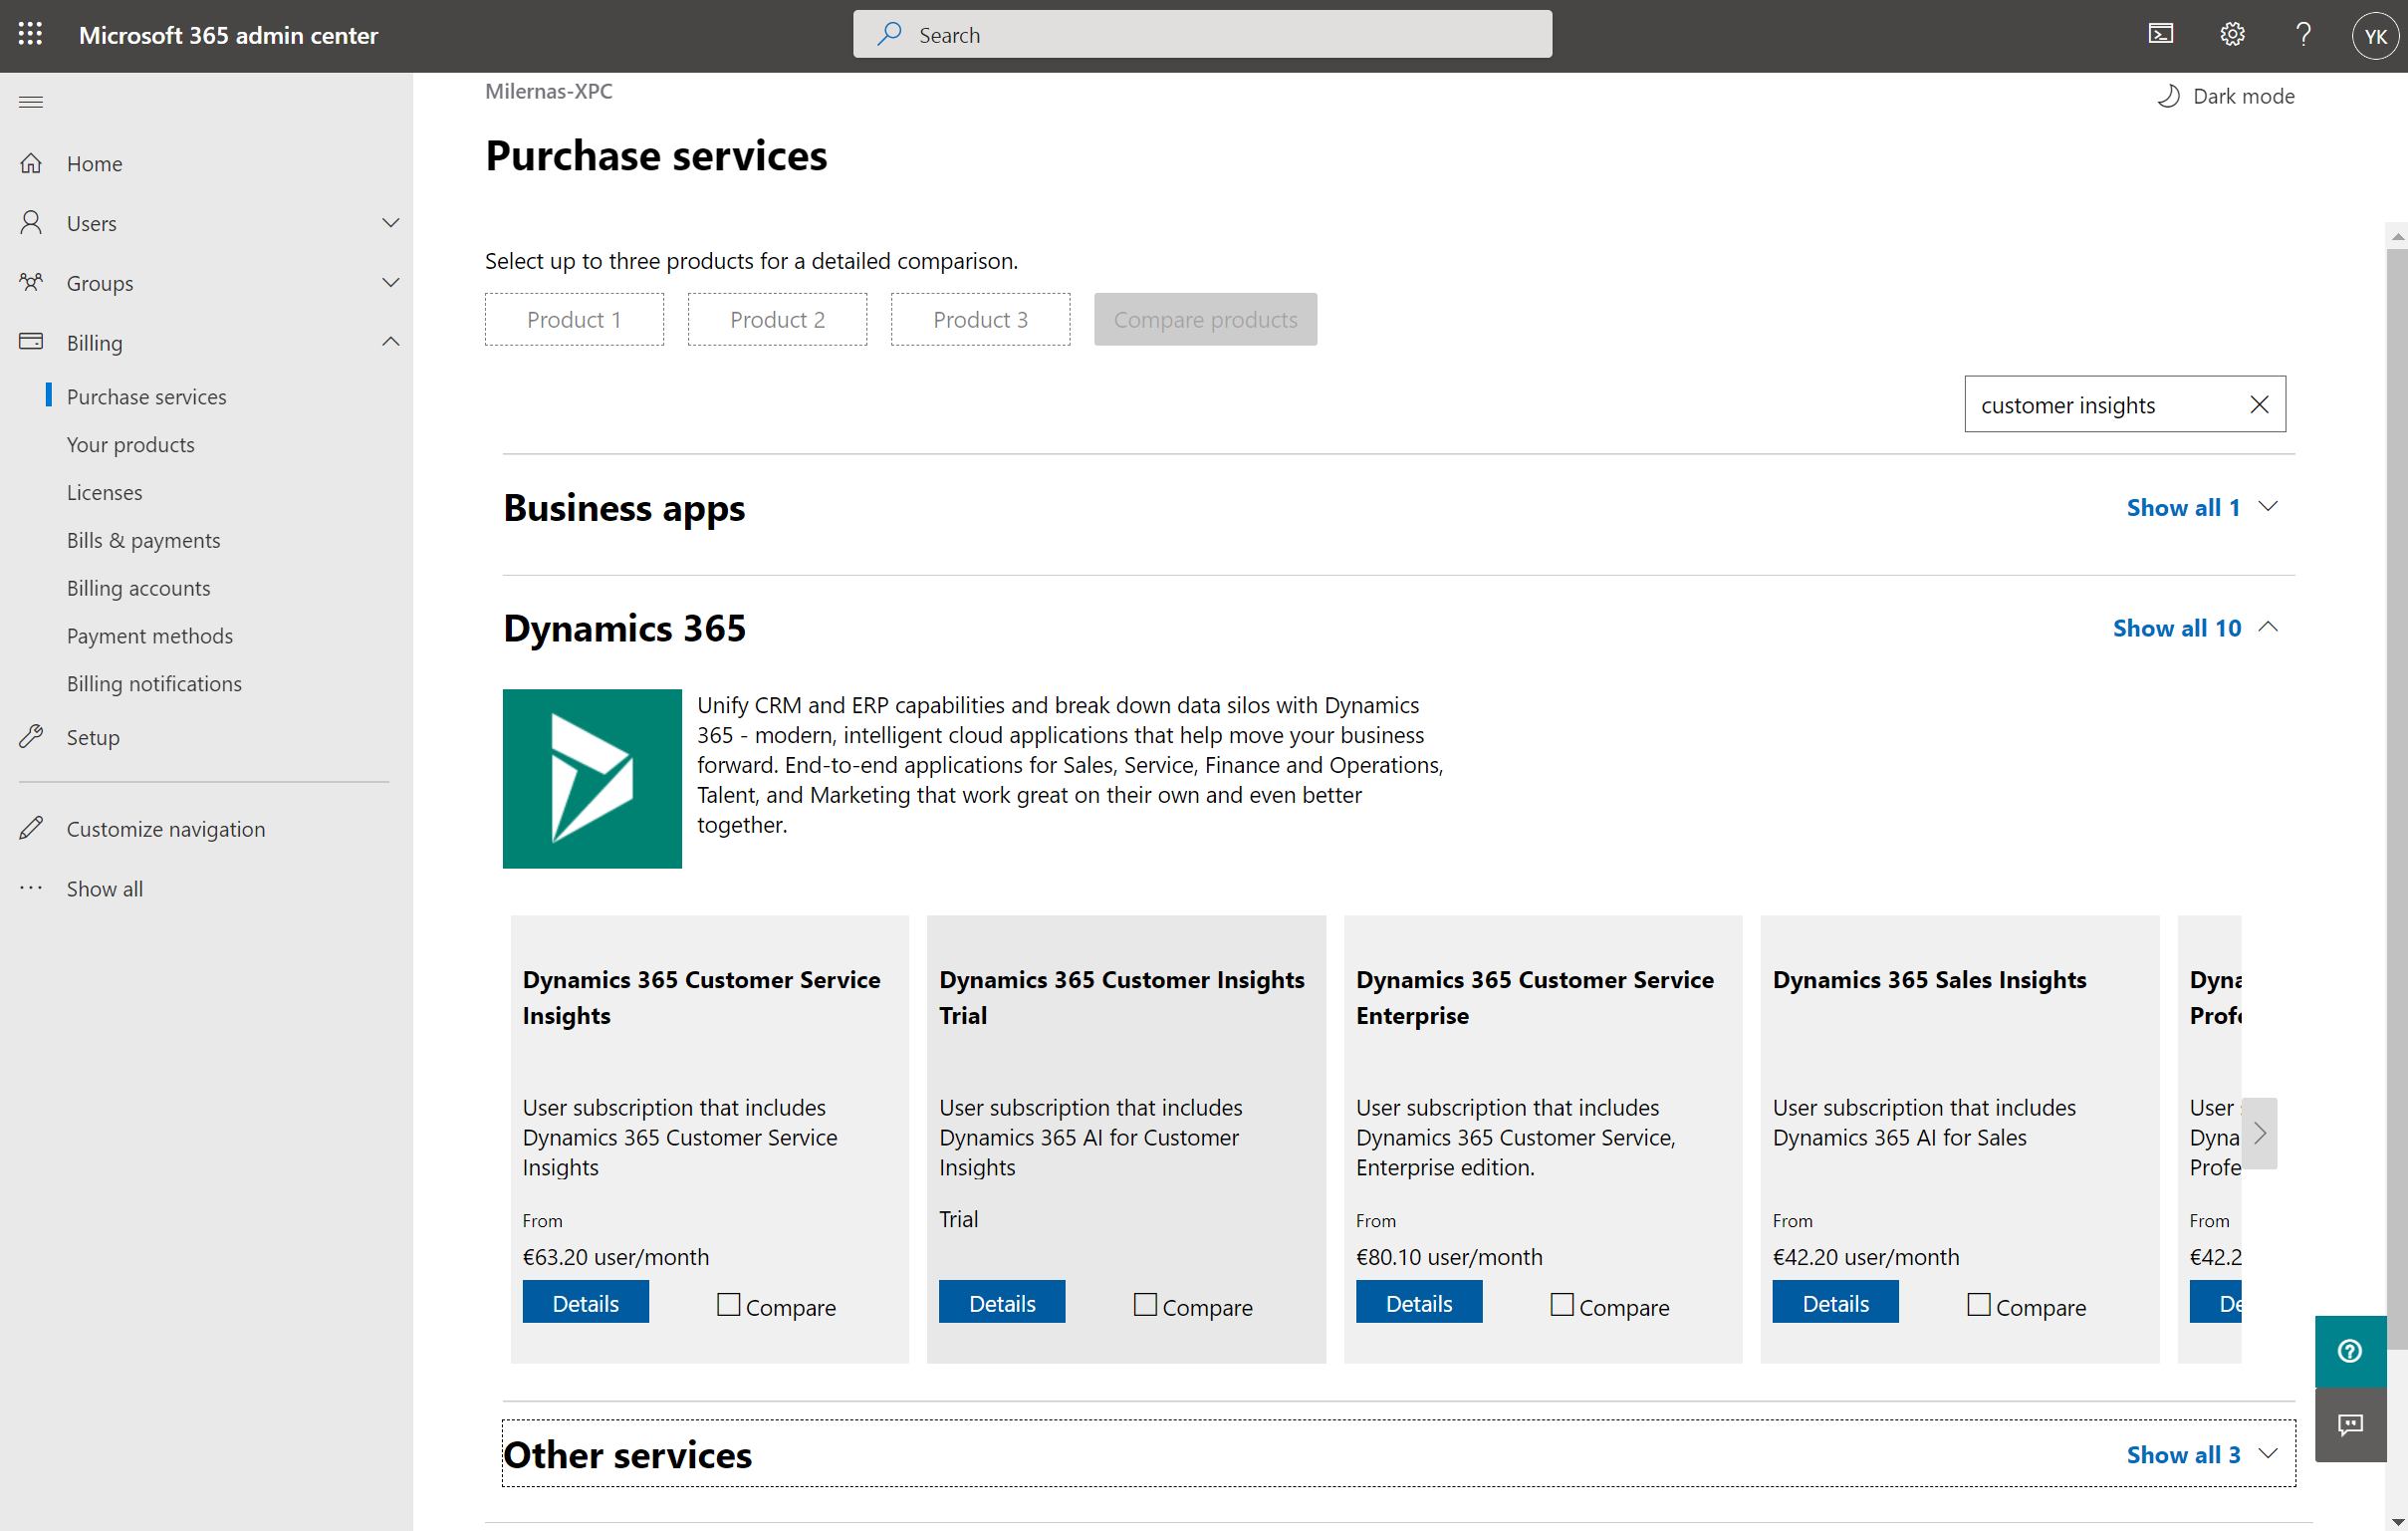 Microsoft 365 admin center
Search
YK
Milernas-XPC
Dark mode
Home
Users
Groups
Billing
Purchase services
Your products
Licenses
Bills & payments
Billing accounts
Payment methods
Billing notifications
Setup
Customize navigation
Show all
Purchase services
Select up to three products for a detailed comparison.
Product 1
Product 2
Product 3
Compare products
customer insights
Business apps
Show all 1
Dynamics 365
Show all 10
Unify CRM and ERP capabilities and break down data silos with Dynamics
365 - modern, intelligent cloud applications that help move your business
forward. End-to-end applications for Sales, Service, Finance and Operations,
Talent, and Marketing that work great on their own and even better
together.
Dynamics 365 Customer Service
Insights
User subscription that includes
Dynamics 365 Customer Service
Insights
From
€63.20 user/month
Details
Compare
Dynamics 365 Customer Insights
Trial
User subscription that includes
Dynamics 365 AI for Customer
Insights
Trial
Details
Compare
Dynamics 365 Customer Service
Enterprise
User subscription that includes
Dynamics 365 Customer Service,
Enterprise edition.
From
€80.10 user/month
Details
Compare
Dynamics 365 Sales Insights
User subscription that includes
Dynamics 365 AI for Sales
From
€42.20 user/month
Details
Compare
User
From
€42.2
Other services
Show all 3